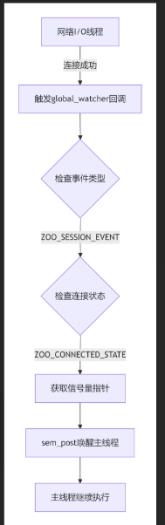 网络I/O线程
连接成功
触发global_watcher回调
检查事件类型
ZOO_SESSION_EVENT
检查连接状态
ZOO_CONNECTED_STATE
获取信号量指针
sem_post唤醒主线程
主线程继续执行